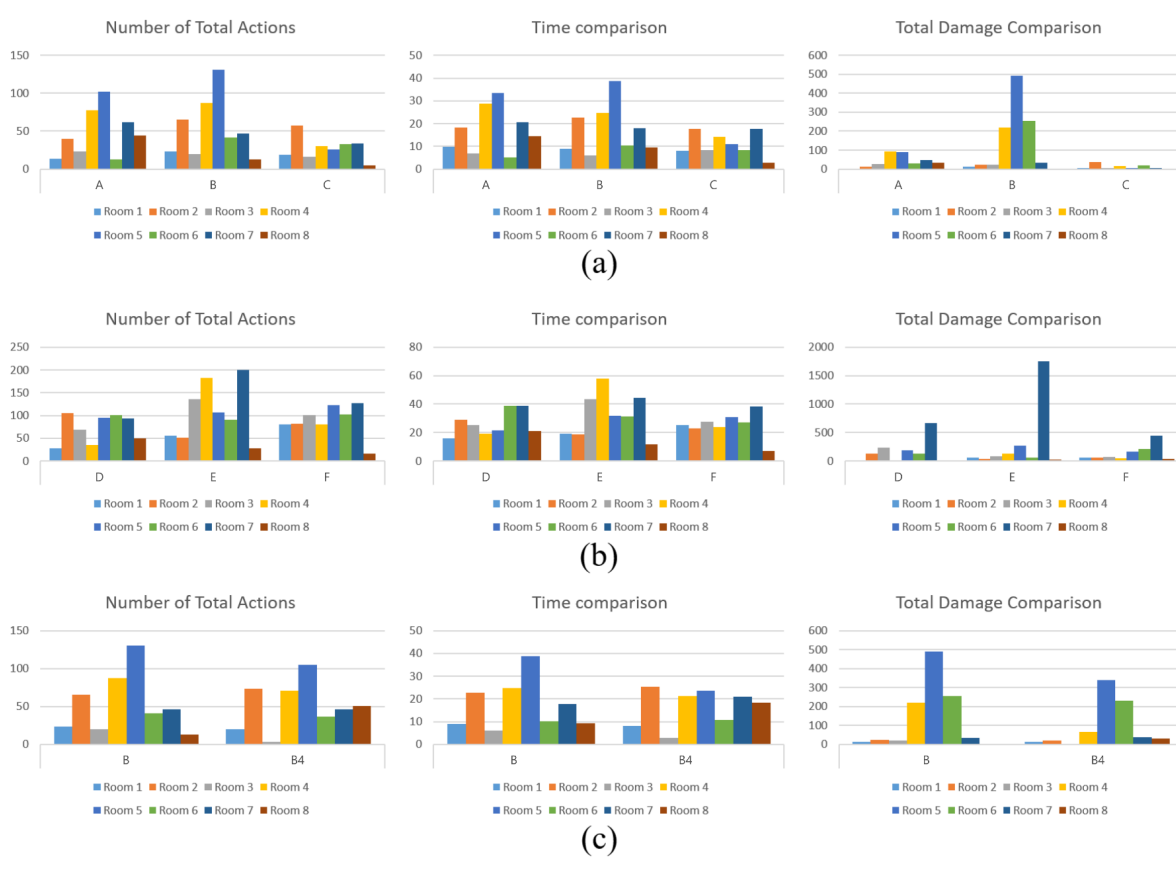 Number of Total Actions
150
100
50
0
A B C
Room 1 Room 2 Room 3 Room 4
Room 5 Room 6 Room 7 Room 8
Time comparison
50
40
30
20
10
0
A B C
Room 1 Room 2 Room 3 Room 4
Room 5 Room 6 Room 7 Room 8
Total Damage Comparison
600
500
400
300
200
100
0
A B C
Room 1 Room 2 Room 3 Room 4
Room 5 Room 6 Room 7 Room 8
(a)
Number of Total Actions
250
200
150
100
50
0
D E F
Room 1 Room 2 Room 3 Room 4
Room 5 Room 6 Room 7 Room 8
Time comparison
80
60
40
20
0
D E F
Room 1 Room 2 Room 3 Room 4
Room 5 Room 6 Room 7 Room 8
Total Damage Comparison
2000
1500
1000
500
0
D E F
Room 1 Room 2 Room 3 Room 4
Room 5 Room 6 Room 7 Room 8
(b)
Number of Total Actions
150
100
50
0
B B4
Room 1 Room 2 Room 3 Room 4
Room 5 Room 6 Room 7 Room 8
Time comparison
50
40
30
20
10
0
B B4
Room 1 Room 2 Room 3 Room 4
Room 5 Room 6 Room 7 Room 8
Total Damage Comparison
600
500
400
300
200
100
0
B B4
Room 1 Room 2 Room 3 Room 4
Room 5 Room 6 Room 7 Room 8
(c)